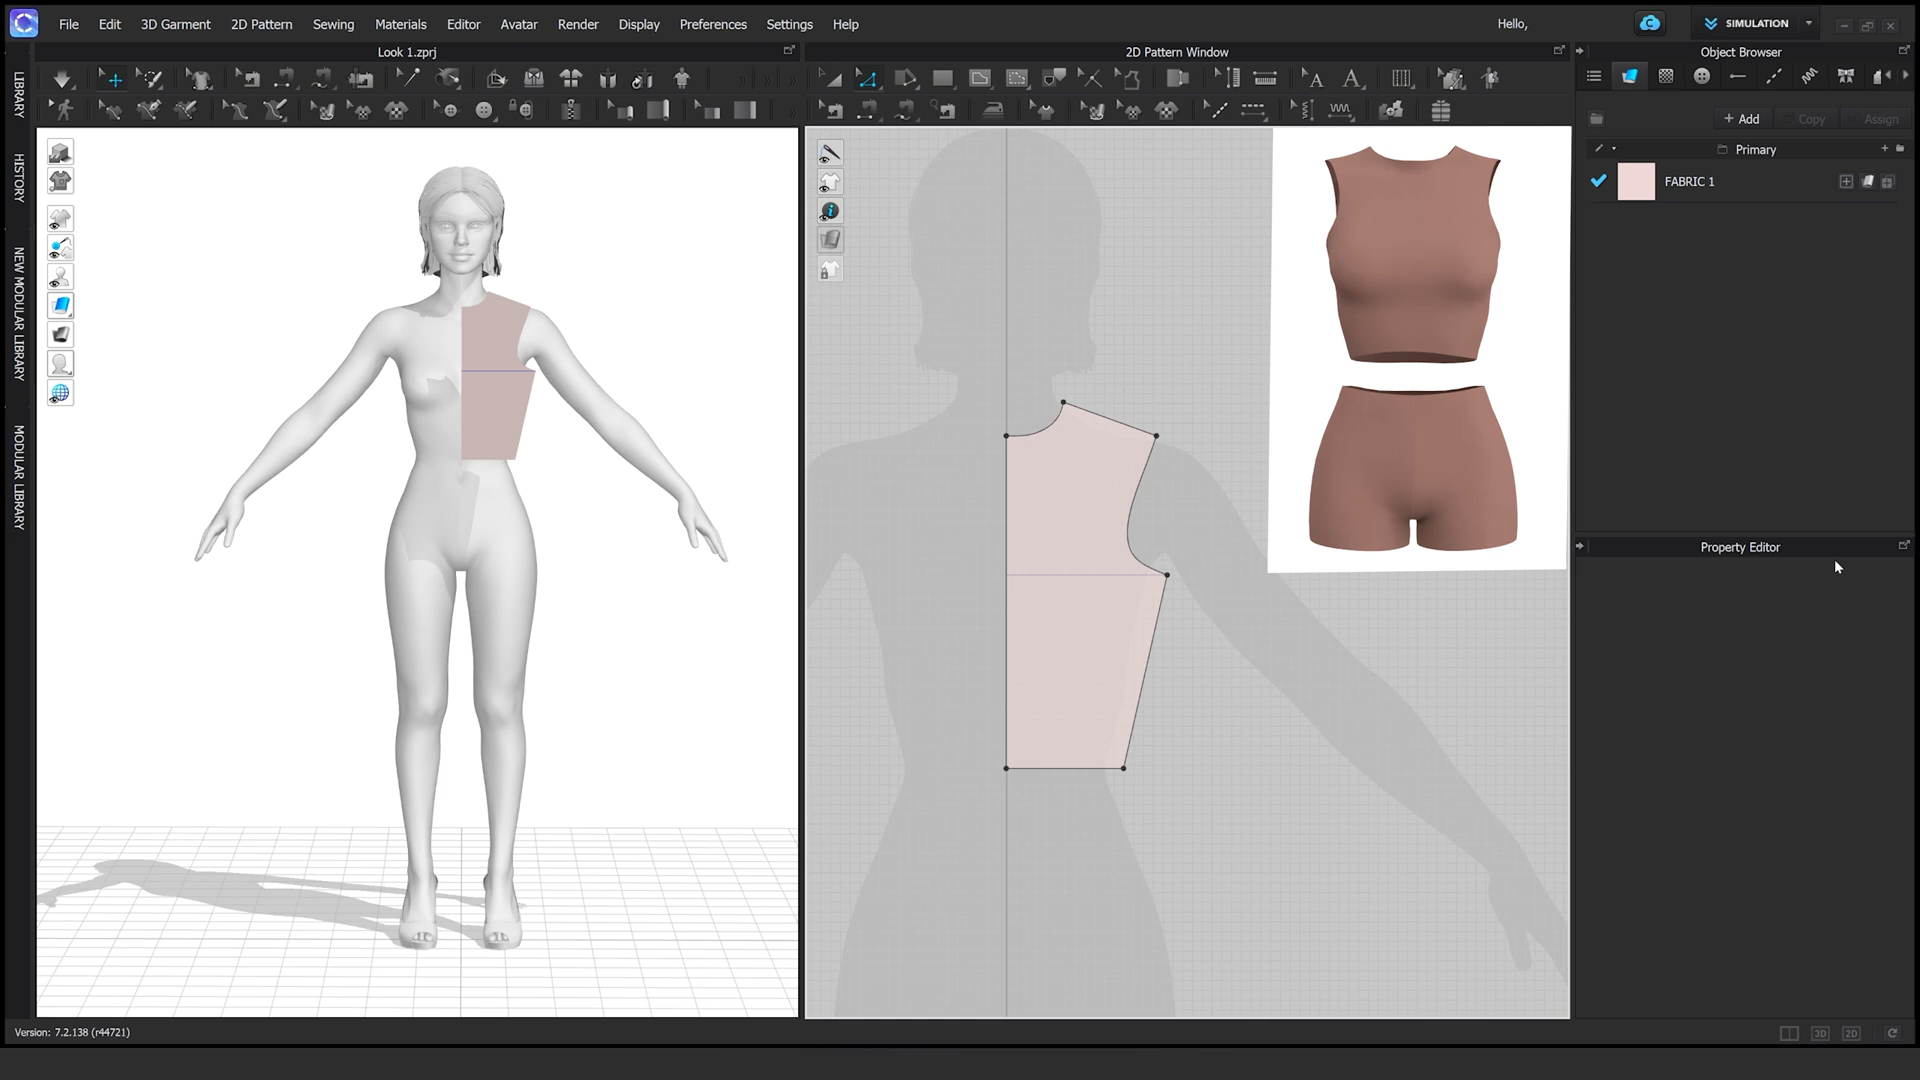 File Edit 3D Garment 2D Pattern Sewing Materials Editor Avatar Render Display Preferences Settings Help Hello, SIMULATION
Look 1.zprj
2D Pattern Window
Object Browser
+ Add Copy Assign
Primary
FABRIC 1
Property Editor
LIBRARY
HISTORY
NEW MODULAR LIBRARY
MODULAR LIBRARY
Version: 7.2.138 (r44721)
3D 2D